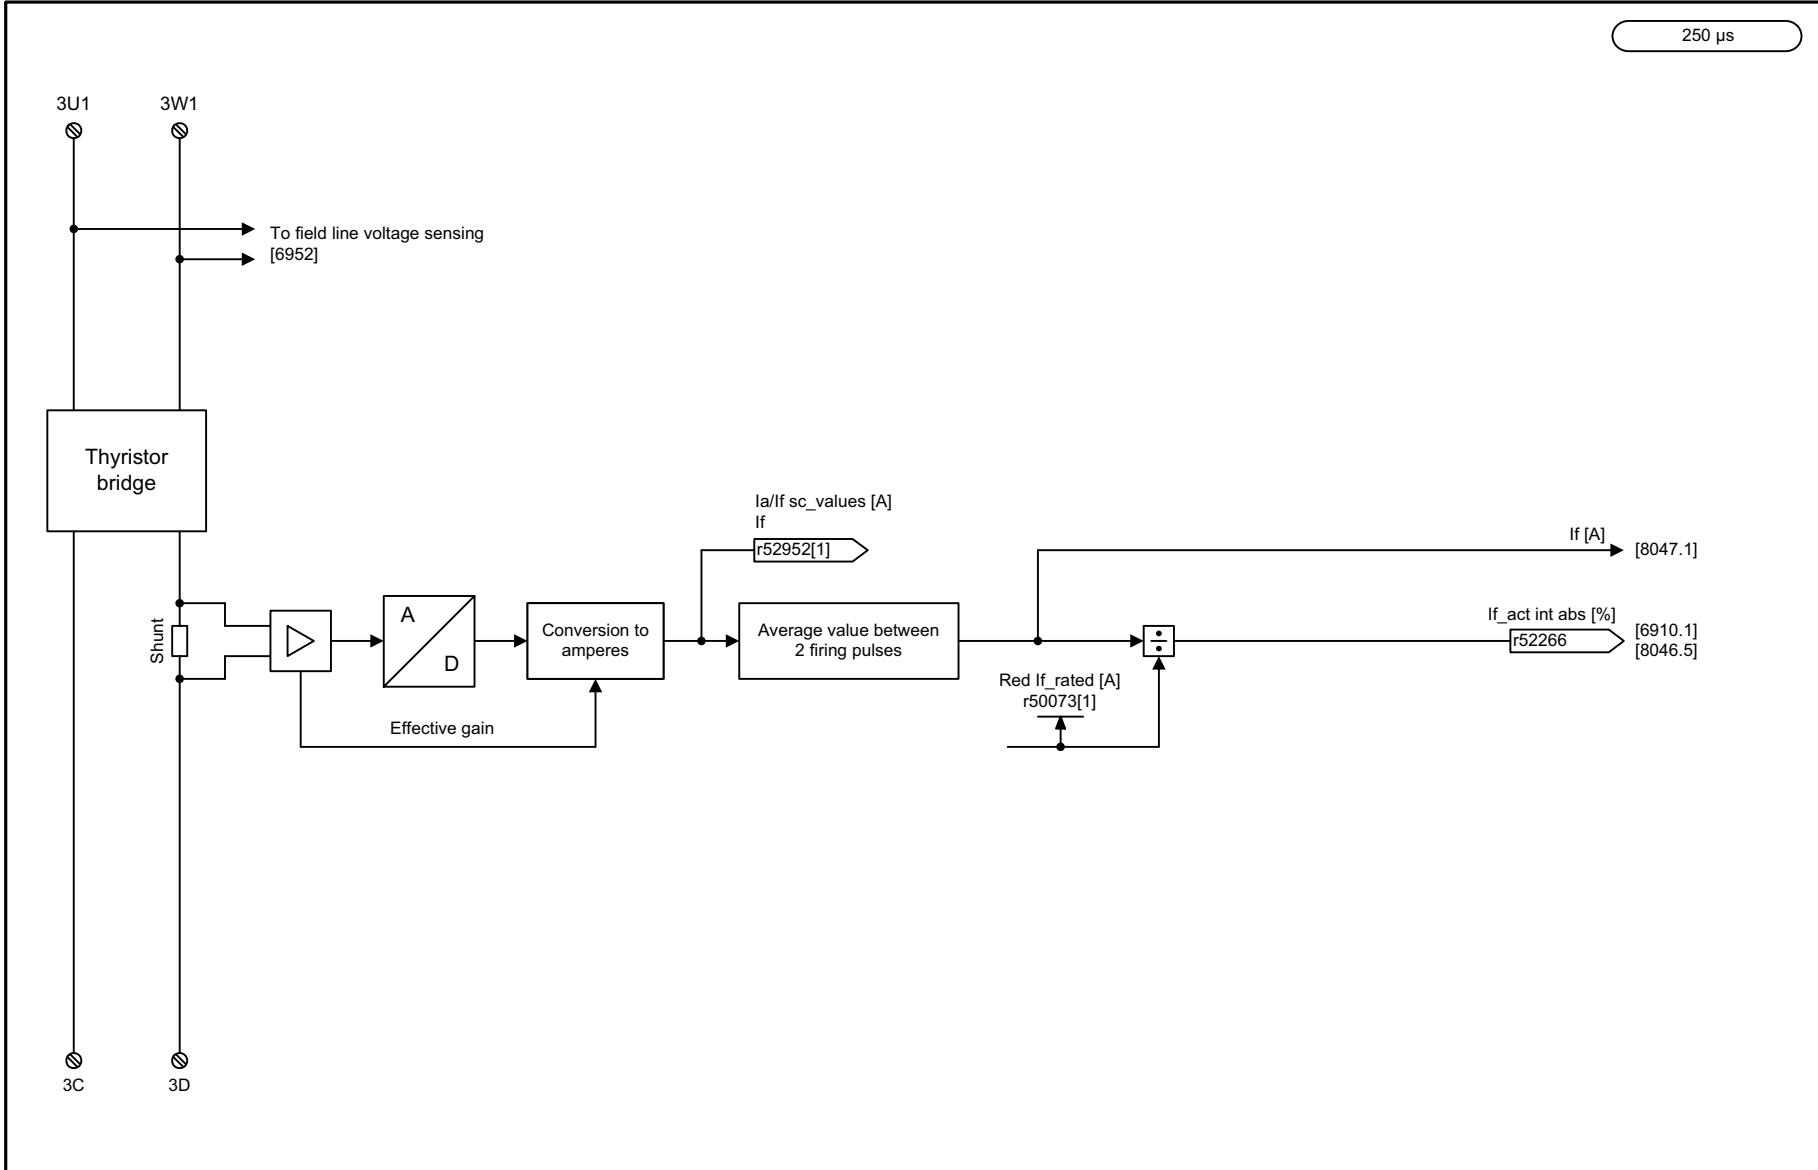 250 µs
3U1
3W1
To field line voltage sensing
[6952]
Thyristor
bridge
Ia/If sc_values [A]
If
r52952[1]
If [A]
[8047.1]
Shunt
A
D
Conversion to
amperes
Average value between
2 firing pulses
÷
If_act int abs [%]
r52266
[6910.1]
[8046.5]
Red If_rated [A]
r50073[1]
Effective gain
3C
3D